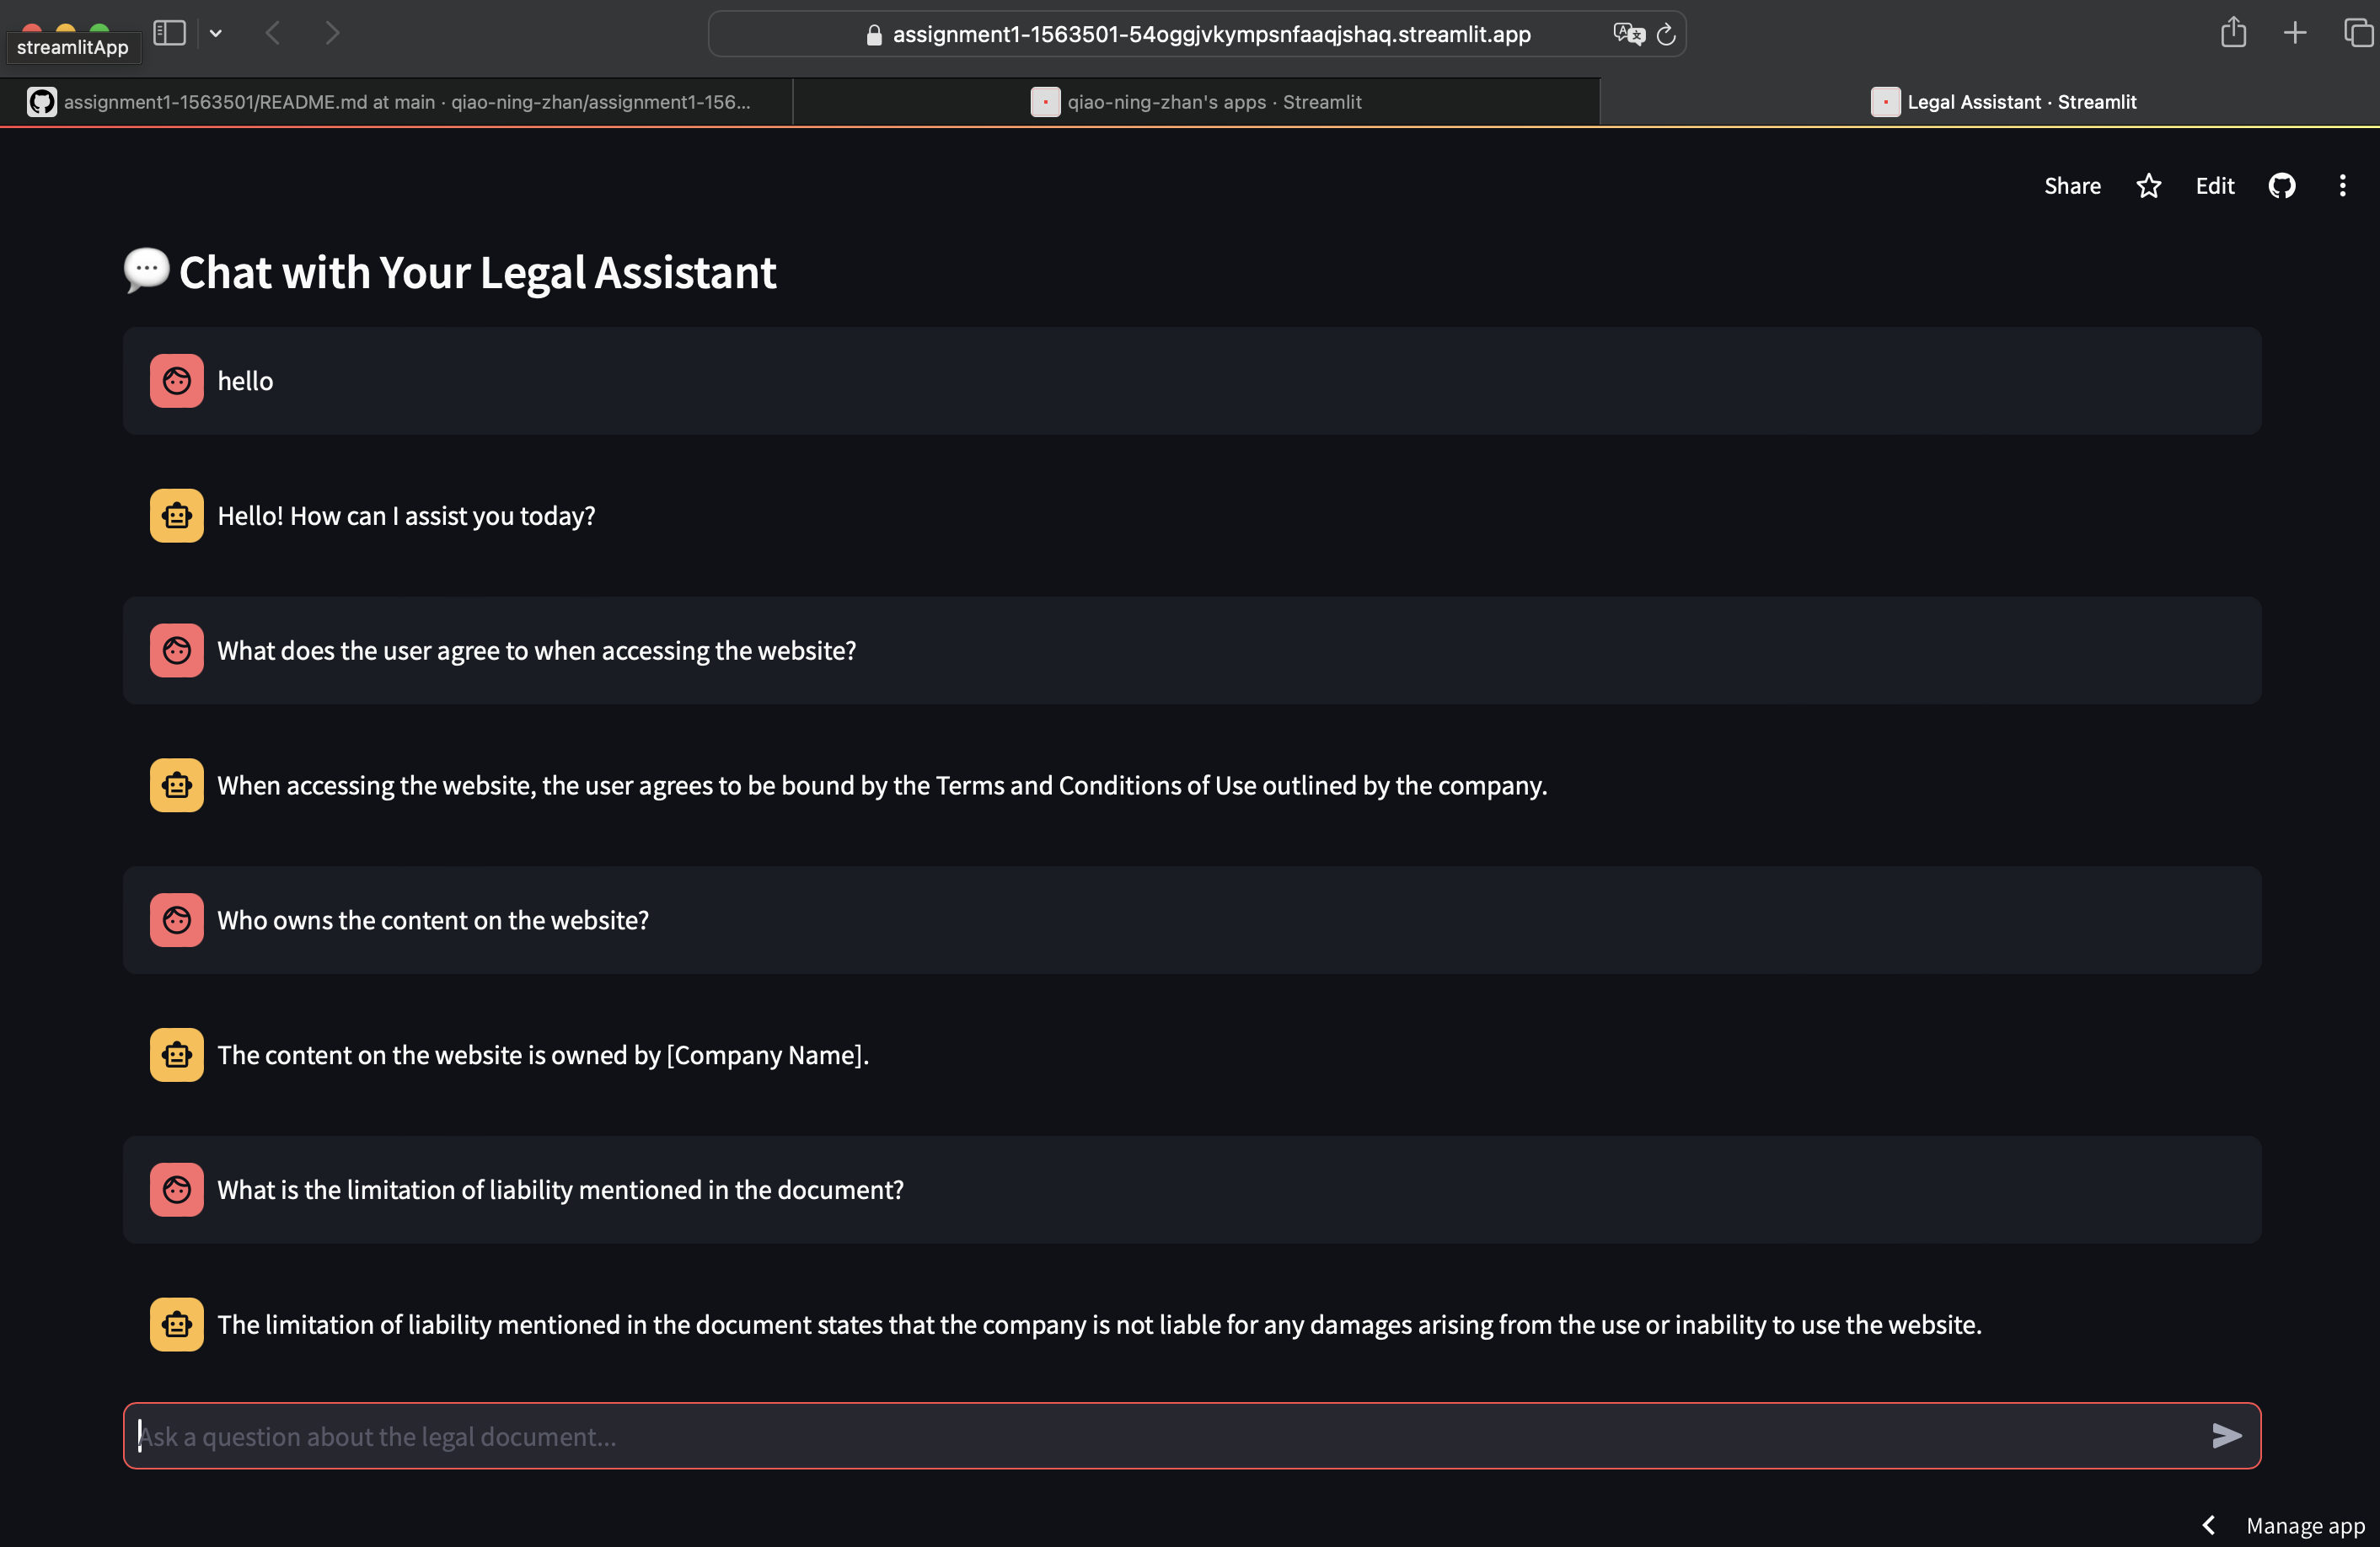 streamlitApp
assignment1-1563501-54oggjvkympsnfaaqjshaq.streamlit.app
assignment1-1563501/README.md at main · qiao-ning-zhan/assignment1-156...
qiao-ning-zhan's apps · Streamlit
Legal Assistant · Streamlit
Share
Edit
Chat with Your Legal Assistant
hello
Hello! How can I assist you today?
What does the user agree to when accessing the website?
When accessing the website, the user agrees to be bound by the Terms and Conditions of Use outlined by the company.
Who owns the content on the website?
The content on the website is owned by [Company Name].
What is the limitation of liability mentioned in the document?
The limitation of liability mentioned in the document states that the company is not liable for any damages arising from the use or inability to use the website.
Ask a question about the legal document...
Manage app